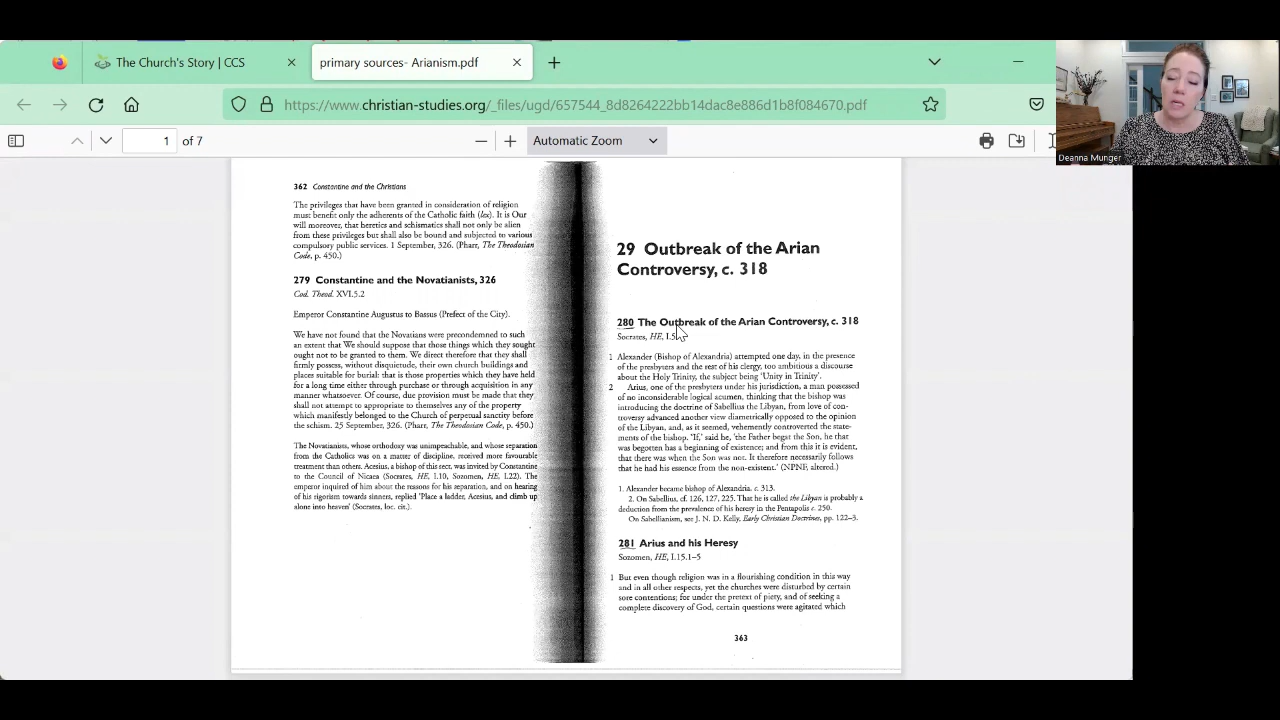 The Church's Story | CCS
primary sources- Arianism.pdf
https://www.christian-studies.org/_files/ugd/657544_8d8264222bb14dac8e886d1b8f084670.pdf
1 of 7
Automatic Zoom
Deanna Munger
362 Constantine and the Christians
The privileges that have been granted in consideration of religion
must benefit only the adherents of the Catholic faith (lex). It is Our
will moreover, that heretics and schismatics shall not only be alien
from these privileges but shall also be bound and subjected to various
compulsory public services. 1 September, 326. (Pharr, The Theodosian
Code, p. 450.)
279 Constantine and the Novatianists, 326
Cod. Theod. XVI.5.2
Emperor Constantine Augustus to Bassus (Prefect of the City).
We have not found that the Novatians were precondemned to such
an extent that We should suppose that those things which they sought
ought not to be granted to them. We direct therefore that they shall
firmly possess, without disquietude, their own church buildings and
places suitable for burial: that is those properties which they have held
for a long time either through purchase or through acquisition in any
manner whatsoever. Of course, due provision must be made that they
shall not attempt to appropriate to themselves any of the property
which manifestly belonged to the Church of perpetual sanctity before
the schism. 25 September, 326. (Pharr, The Theodosian Code, p. 450.)
The Novatianists, whose orthodoxy was unimpeachable, and whose separation
from the Catholics was on a matter of discipline, received more favourable
treatment than others. Acesius, a bishop of this sect, was invited by Constantine
to the Council of Nicaea (Socrates, HE, I.10, Sozomen, HE, I.22). The
emperor inquired of him about the reasons for his separation, and on hearing
of his rigorism towards sinners, replied 'Place a ladder, Acesius, and climb up
alone into heaven' (Socrates, loc. cit.).
29 Outbreak of the Arian
Controversy, c. 318
280 The Outbreak of the Arian Controversy, c. 318
Socrates, HE, I.5
1 Alexander (Bishop of Alexandria) attempted one day, in the presence
of the presbyters and the rest of his clergy, too ambitious a discourse
about the Holy Trinity, the subject being 'Unity in Trinity'.
2 Arius, one of the presbyters under his jurisdiction, a man possessed
of no inconsiderable logical acumen, thinking that the bishop was
introducing the doctrine of Sabellius the Libyan, from love of con-
troversy advanced another view diametrically opposed to the opinion
of the Libyan, and, as it seemed, vehemently controverted the state-
ments of the bishop. 'If,' said he, 'the Father begat the Son, he that
was begotten has a beginning of existence; and from this it is evident,
that there was when the Son was not. It therefore necessarily follows
that he had his essence from the non-existent.' (NPNF, altered.)
1. Alexander became bishop of Alexandria c. 313.
2. On Sabellius, cf. 126, 127, 225. That he is called the Libyan is probably a
deduction from the prevalence of his heresy in the Pentapolis c. 250.
On Sabellianism, see J. N. D. Kelly, Early Christian Doctrines, pp. 122–3.
281 Arius and his Heresy
Sozomen, HE, I.15.1–5
1 But even though religion was in a flourishing condition in this way
and in all other respects, yet the churches were disturbed by certain
sore contentions; for under the pretext of piety, and of seeking a
complete discovery of God, certain questions were agitated which
363